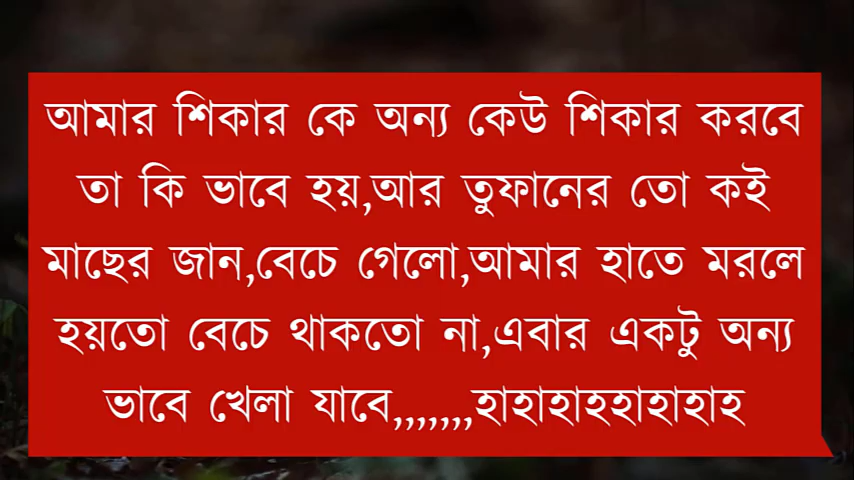 আমার শিকার কে অন্য কেউ শিকার করবে
তা কি ভাবে হয়,আর তুফানের তো কই
মাছের জান,বেচে গেলো,আমার হাতে মরলে
হয়তো বেচে থাকতো না,এবার একটু অন্য
ভাবে খেলা যাবে,,,,,,,হাহাহাহহাহাহাহ